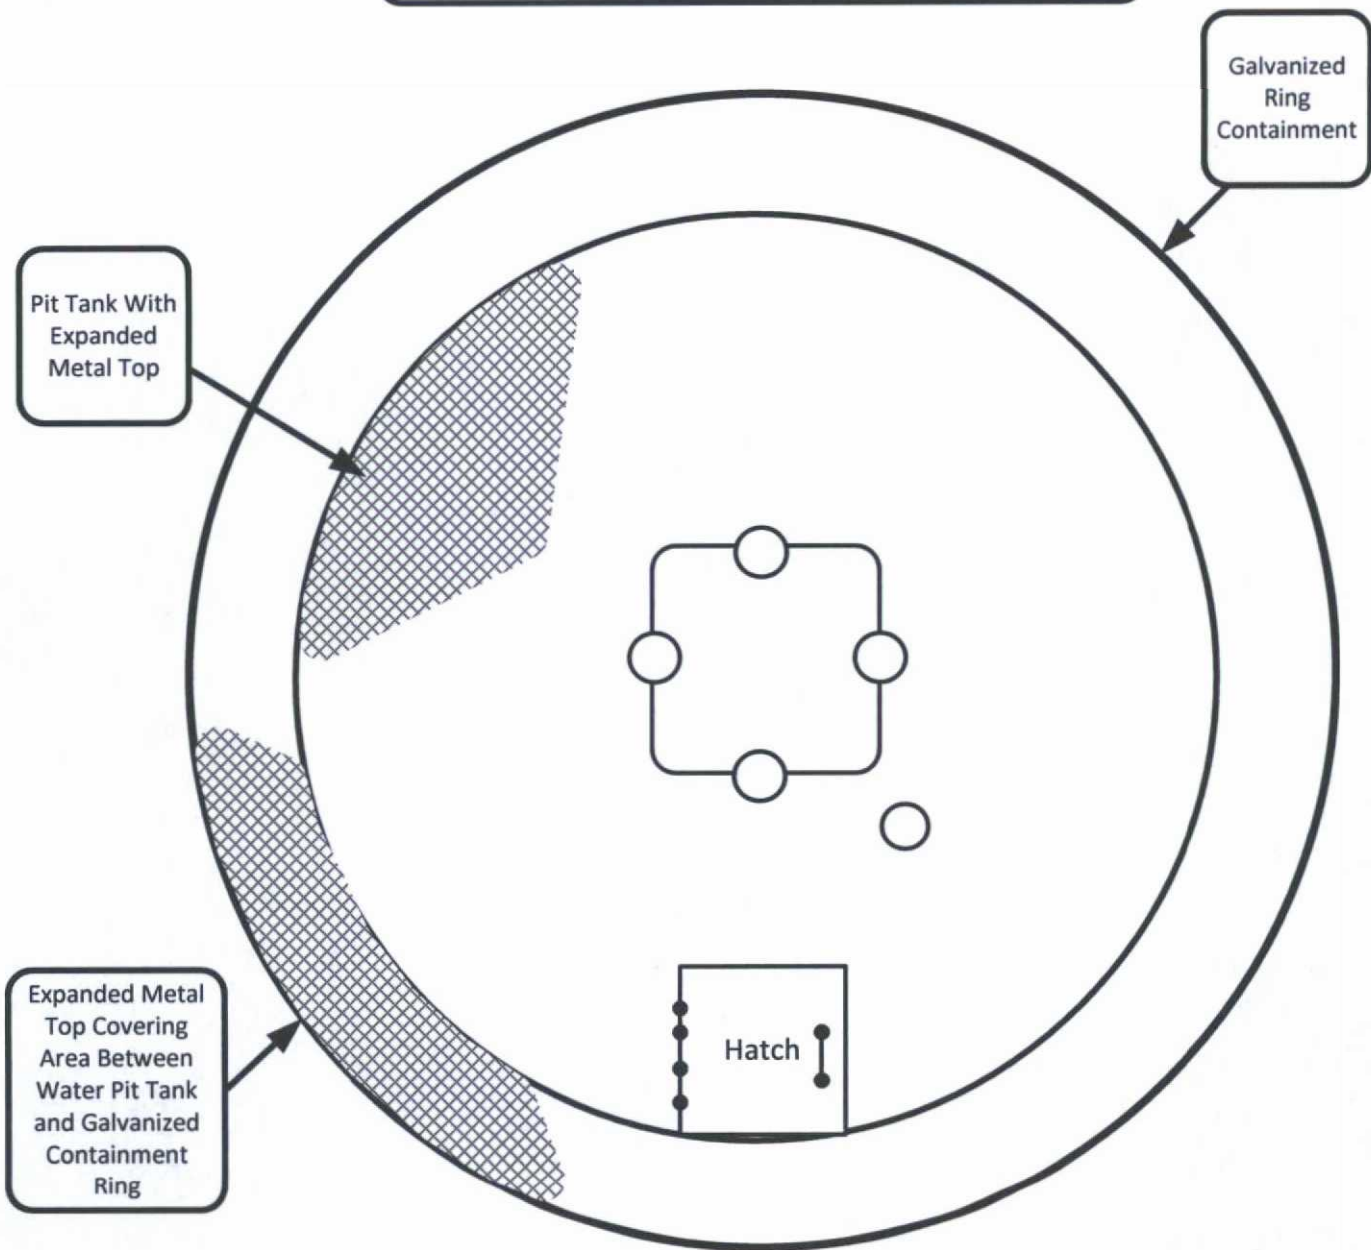 Galvanized
Ring
Containment
Pit Tank With
Expanded
Metal Top
Expanded Metal
Top Covering
Area Between
Water Pit Tank
and Galvanized
Containment
Ring
Hatch